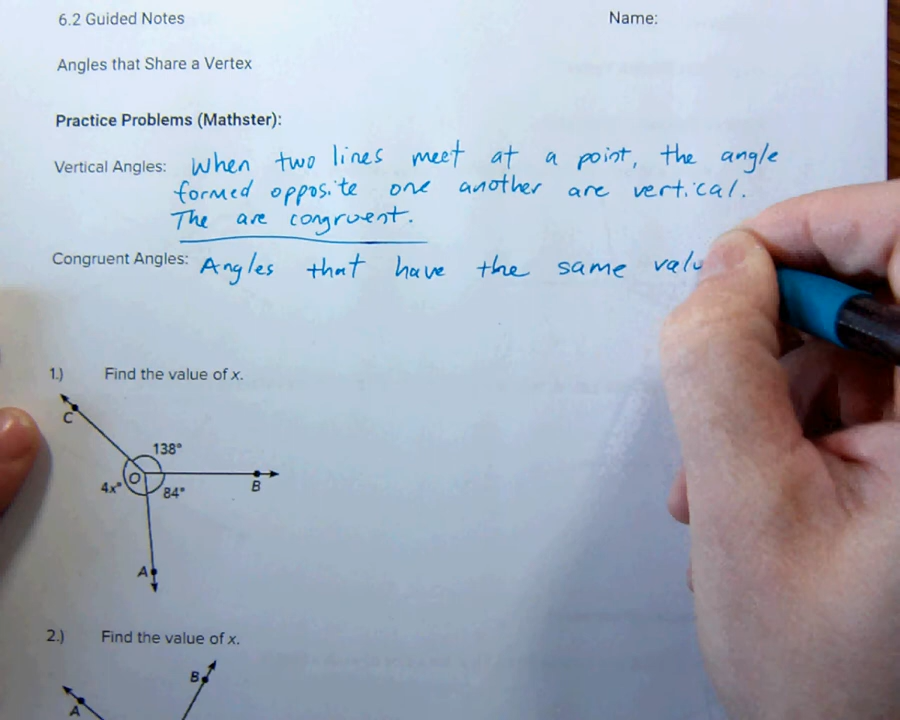 6.2 Guided Notes
Name:
Angles that Share a Vertex
Practice Problems (Mathster):
Vertical Angles: When two lines meet at a point, the angle
formed opposite one another are vertical.
The are congruent.
Congruent Angles: Angles that have the same valu
1.) Find the value of x.
C
138°
O
4x°
84°
B
A
2.) Find the value of x.
B
A